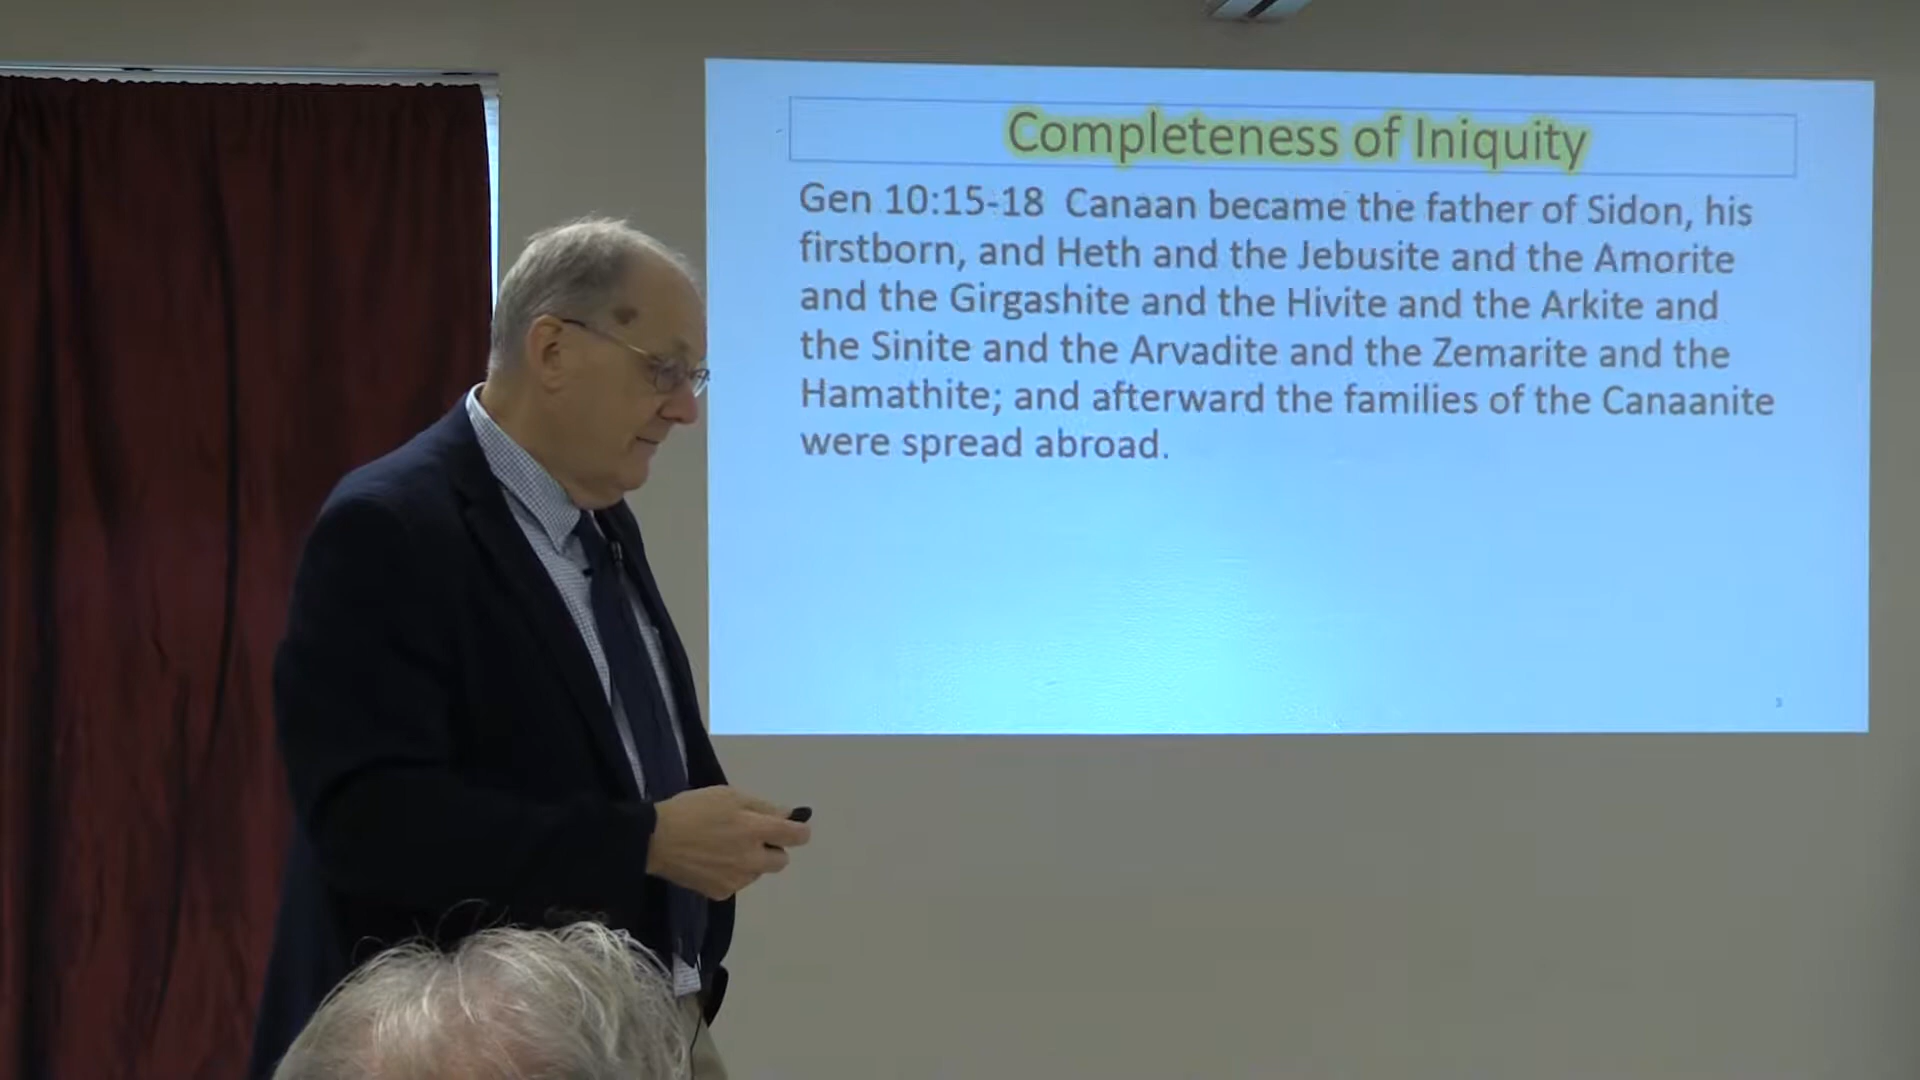 Completeness of Iniquity
Gen 10:15-18 Canaan became the father of Sidon, his
firstborn, and Heth and the Jebusite and the Amorite
and the Girgashite and the Hivite and the Arkite and
the Sinite and the Arvadite and the Zemarite and the
Hamathite; and afterward the families of the Canaanite
were spread abroad.
3